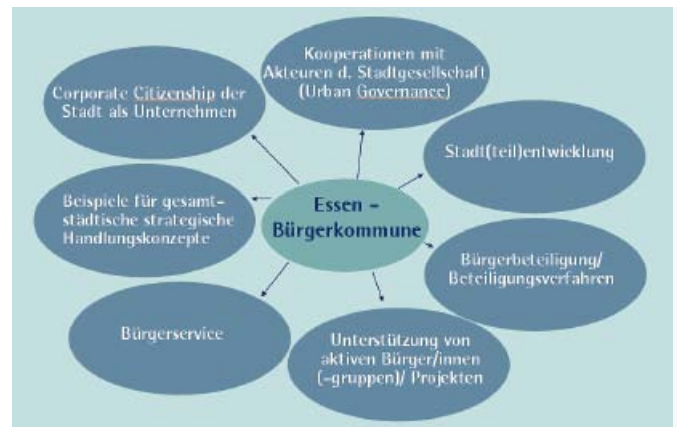 Kooperationen mit
Akteuren d. Stadtgesellschaft
(Urban Governance)
Corporate Citizenship der
Stadt als Unternehmen
Stadt(teil)entwicklung
Beispiele für gesamt-
städtische strategische
Handlungskonzepte
Essen -
Bürgerkommune
Bürgerbeteiligung/
Beteiligungsverfahren
Bürgerservice
Unterstützung von
aktiven Bürger/innen
(-gruppen)/ Projekten